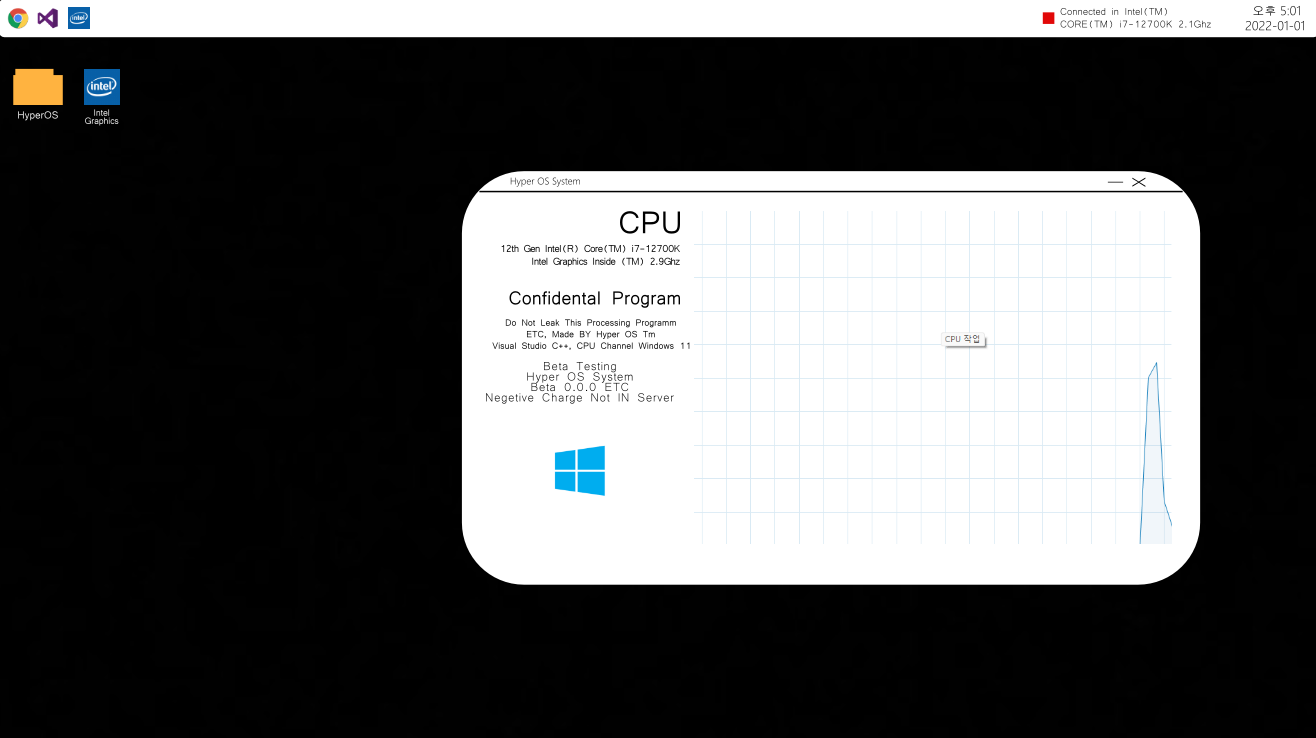 intel
Connected in Intel(TM)
CORE(TM) i7-12700K 2.1Ghz
오후 5:01
2022-01-01
HyperOS
intel
Intel
Graphics
Hyper OS System
CPU
12th Gen Intel(R) Core(TM) i7-12700K
Intel Graphics Inside (TM) 2.9Ghz
Confidental Program
Do Not Leak This Processing Programm
ETC, Made BY Hyper OS Tm
Visual Studio C++, CPU Channel Windows 11
Beta Testing
Hyper OS System
Beta 0.0.0 ETC
Negetive Charge Not IN Server
CPU 작업